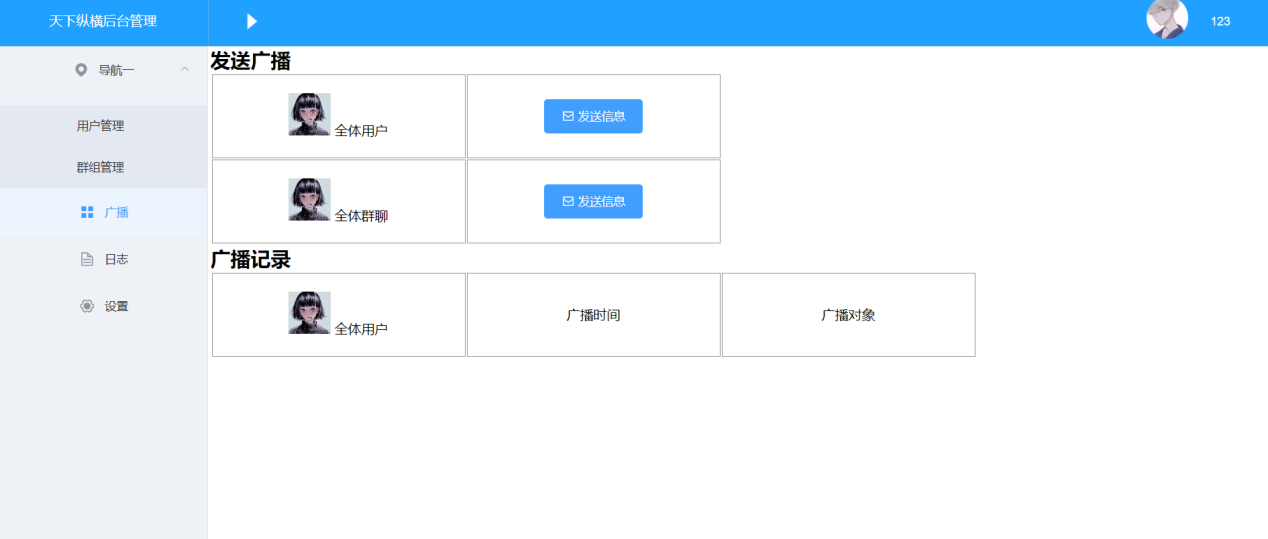 天下纵横后台管理
123
导航一
用户管理
群组管理
广播
日志
设置
发送广播
全体用户
发送信息
全体群聊
发送信息
广播记录
全体用户
广播时间
广播对象